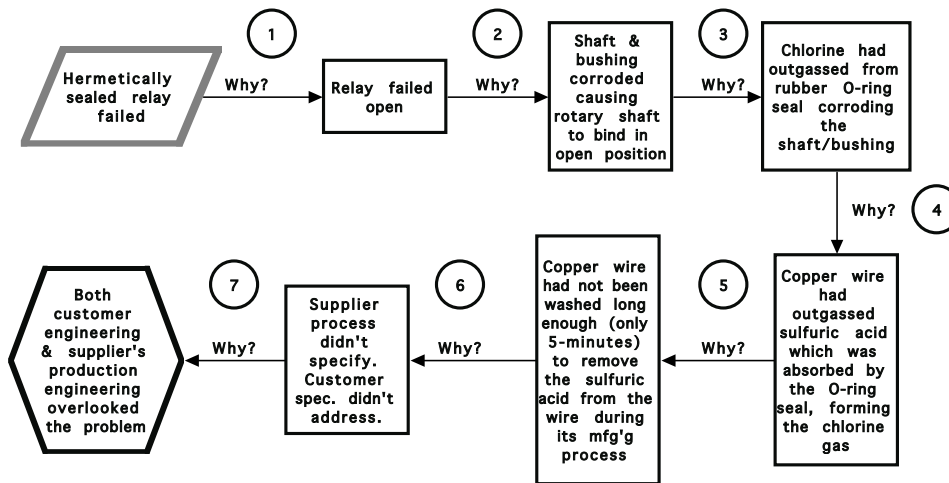 1
Hermetically
sealed relay
failed
Why?
Relay failed
open
2
Why?
Shaft &
bushing
corroded
causing
rotary shaft
to bind in
open position
3
Why?
Chlorine had
outgassed from
rubber O-ring
seal corroding
the
shaft/bushing
4
Why?
Copper wire
had
outgassed
sulfuric acid
which was
absorbed by
the O-ring
seal, forming
the chlorine
gas
5
Why?
Copper wire
had not been
washed long
enough (only
5-minutes)
to remove
the sulfuric
acid from the
wire during
its mfg'g
process
6
Why?
Supplier
process
didn't
specify.
Customer
spec. didn't
address.
7
Why?
Both
customer
engineering
& supplier's
production
engineering
overlooked
the problem